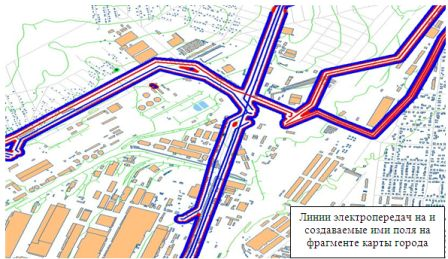 Линии электропередач на и
создаваемые ими поля на
фрагменте карты города